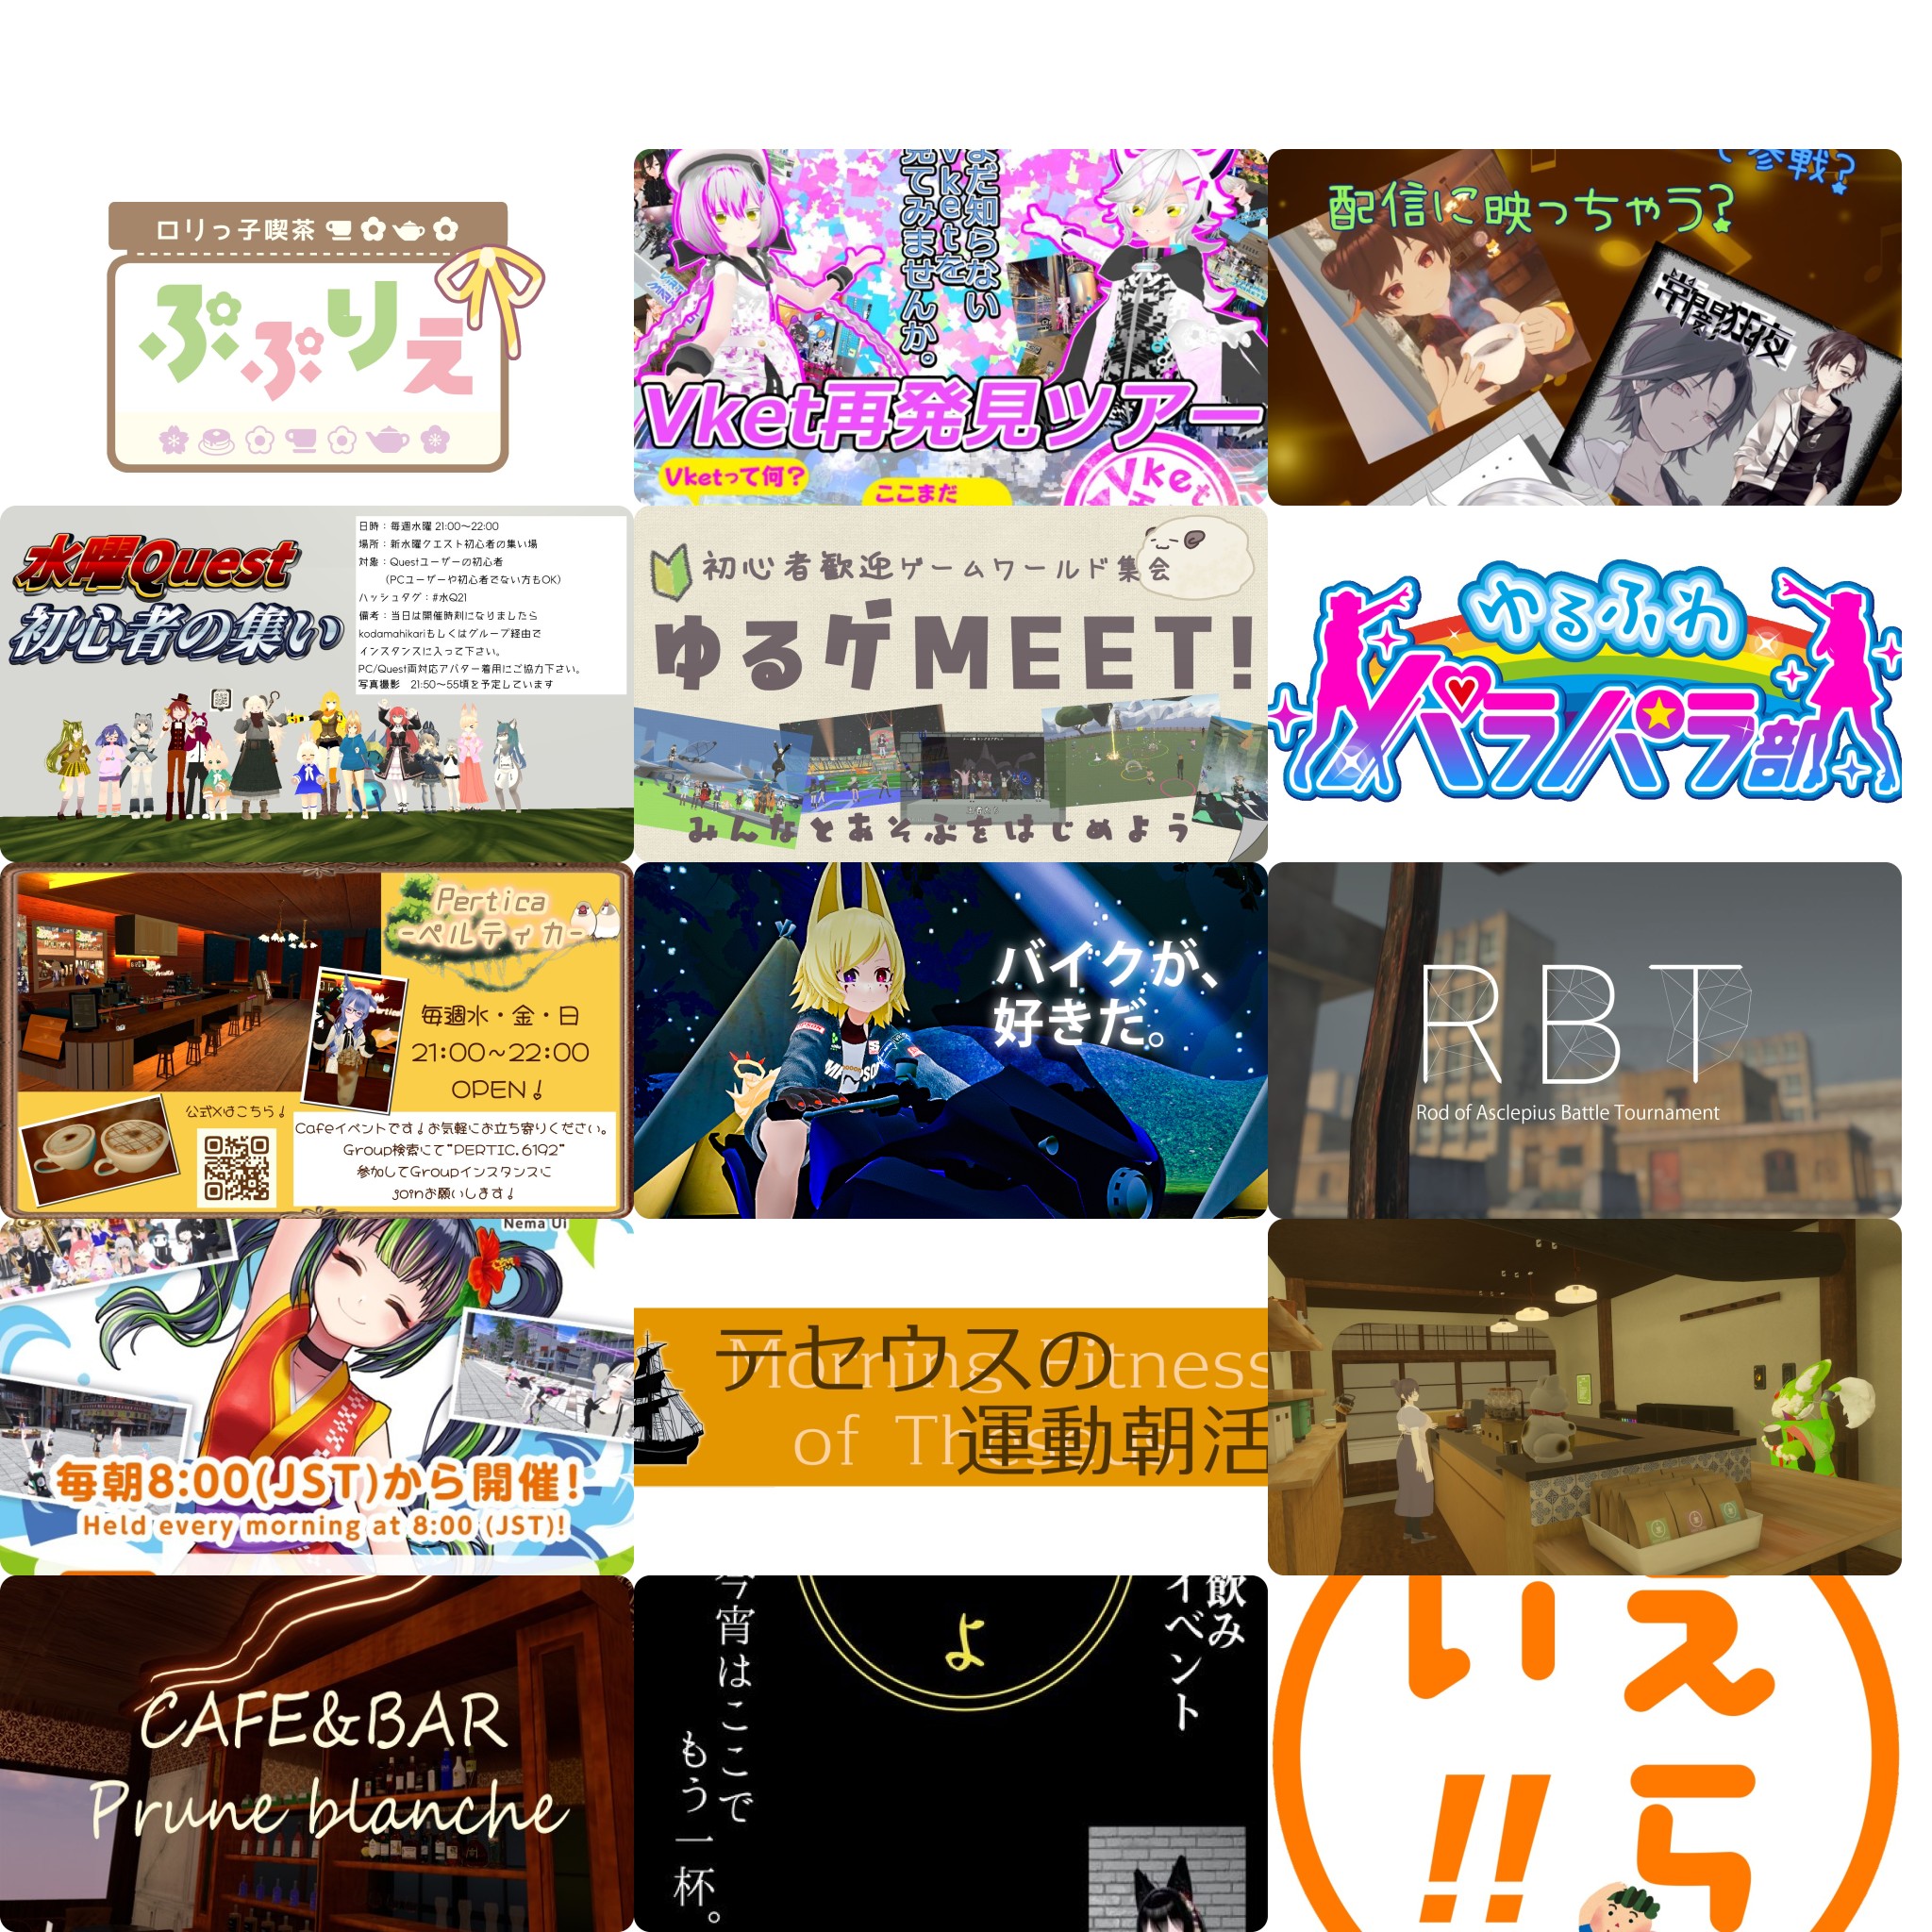 ロリっ子喫茶
ぷぷりえ
まだ知らない
Vketを
見てみませんか。
Vket再発見ツアー
Vketって何?
ここまだ
Vket
で参戦?
配信に映っちゃう?
常闇狂夜
水曜Quest
初心者の集い
日時：毎週水曜 21:00～22:00
場所：新水曜クエスト初心者の集い場
対象：Questユーザーの初心者
（PCユーザーや初心者でない方もOK）
ハッシュタグ：#水Q21
備考：当日は開催時刻になりましたら
kodamahikariもしくはグループ経由で
インスタンスに入って下さい。
PC/Quest両対応アバター着用にご協力下さい。
写真撮影　21:50～55頃を予定しています
初心者歓迎ゲームワールド集会
ゆるゲMEET!
みんなとあそぶをはじめよう
ゆるふわ
パラパラ部
Pertica
-ペルティカ-
毎週水・金・日
21:00～22:00
OPEN！
公式Xはこちら！
Cafeイベントです！お気軽にお立ち寄りください。
Group検索にて"PERTIC.6192"
参加してGroupインスタンスに
joinお願いします！
バイクが、
好きだ。
RBT
Rod of Asclepius Battle Tournament
Nema Ui
毎朝8:00(JST)から開催!
Held every morning at 8:00 (JST)!
テセウスの
運動朝活
Morning Fitness
of Theseus
CAFE&BAR
Prune blanche
飲み
イベント
よ
今宵はここで
もう一杯。
いえ
ら
!!